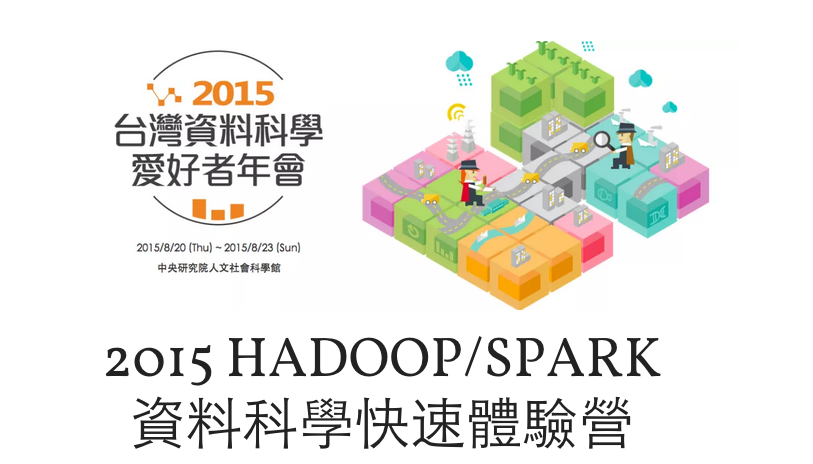 2015
台灣資料科學
愛好者年會
2015/8/20 (Thu) ~ 2015/8/23 (Sun)
中央研究院人文社會科學館
2015 HADOOP/SPARK
資料科學快速體驗營